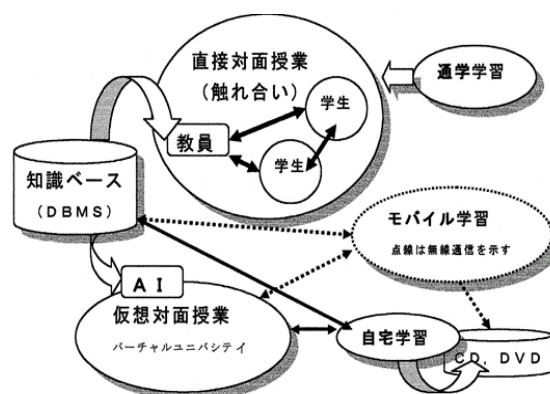 直接対面授業
(触れ合い)
学生
教員
学生
通学学習
知識ベース
(DBMS)
モバイル学習
点線は無線通信を示す
AI
仮想対面授業
バーチャルユニバシテイ
自宅学習
CD, DVD